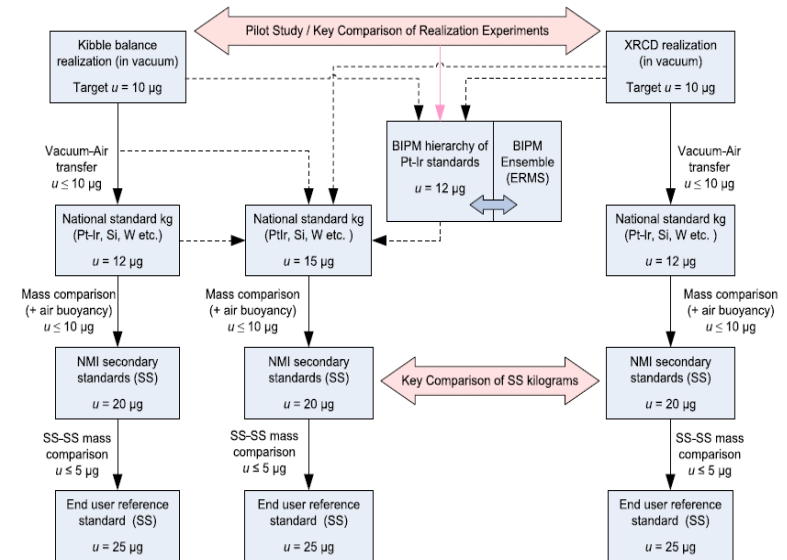 Pilot Study / Key Comparison of Realization Experiments
Kibble balance
realization (in vacuum)
Target u = 10 µg
XRCD realization
(in vacuum)
Target u = 10 µg
BIPM hierarchy of
Pt-Ir standards
u = 12 µg
BIPM
Ensemble
(ERMS)
Vacuum-Air
transfer
u ≤ 10 µg
Vacuum-Air
transfer
u ≤ 10 µg
National standard kg
(Pt-Ir, Si, W etc.)
u = 12 µg
National standard kg
(PtIr, Si, W etc. )
u = 15 µg
National standard kg
(Pt-Ir, Si, W etc. )
u = 12 µg
Mass comparison
(+ air buoyancy)
u ≤ 10 µg
Mass comparison
(+ air buoyancy)
u ≤ 10 µg
Mass comparison
(+ air buoyancy)
u ≤ 10 µg
NMI secondary
standards (SS)
u = 20 µg
NMI secondary
standards (SS)
u = 20 µg
Key Comparison of SS kilograms
NMI secondary
standards (SS)
u = 20 µg
SS-SS mass
comparison
u ≤ 5 µg
SS-SS mass
comparison
u ≤ 5 µg
SS-SS mass
comparison
u ≤ 5 µg
End user reference
standard (SS)
u = 25 µg
End user reference
standard (SS)
u = 25 µg
End user reference
standard (SS)
u = 25 µg